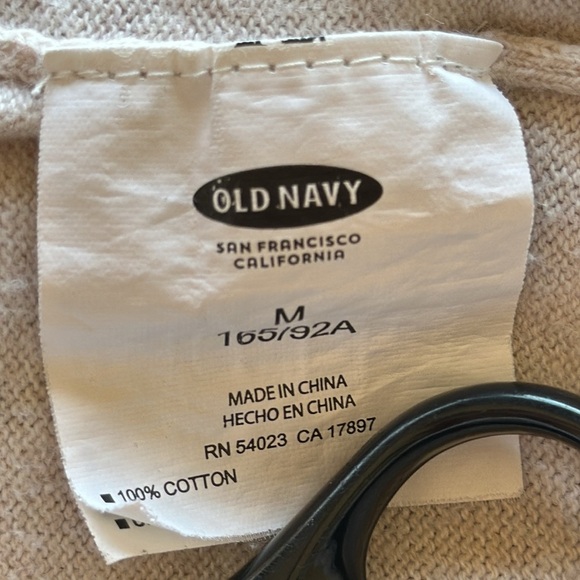 OLD NAVY
SAN FRANCISCO
CALIFORNIA
M
165/92A
MADE IN CHINA
HECHO EN CHINA
RN 54023 CA 17897
100% COTTON